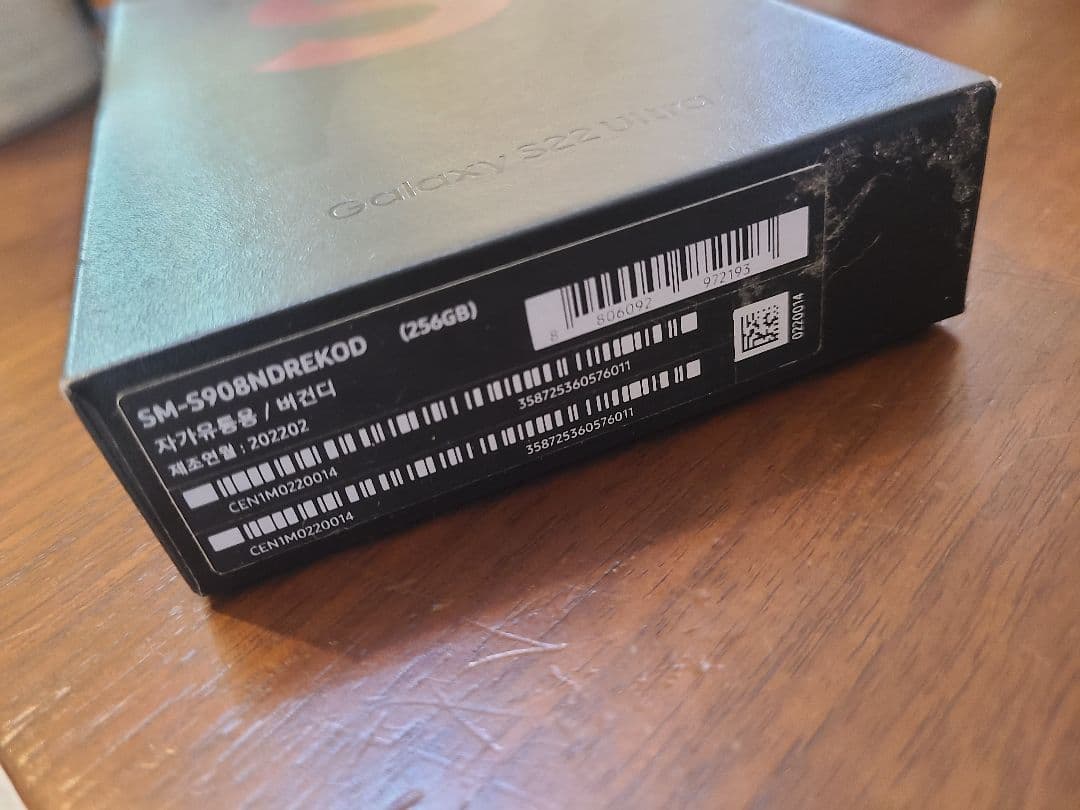 Galaxy S22 Ultra
SM-S908NDREKOD (256GB)
자가유통용 / 버건디
제조연월 : 202202
8 806092 972193
CEN1M0220014 358725360576011
CEN1M0220014 358725360576011
0220014